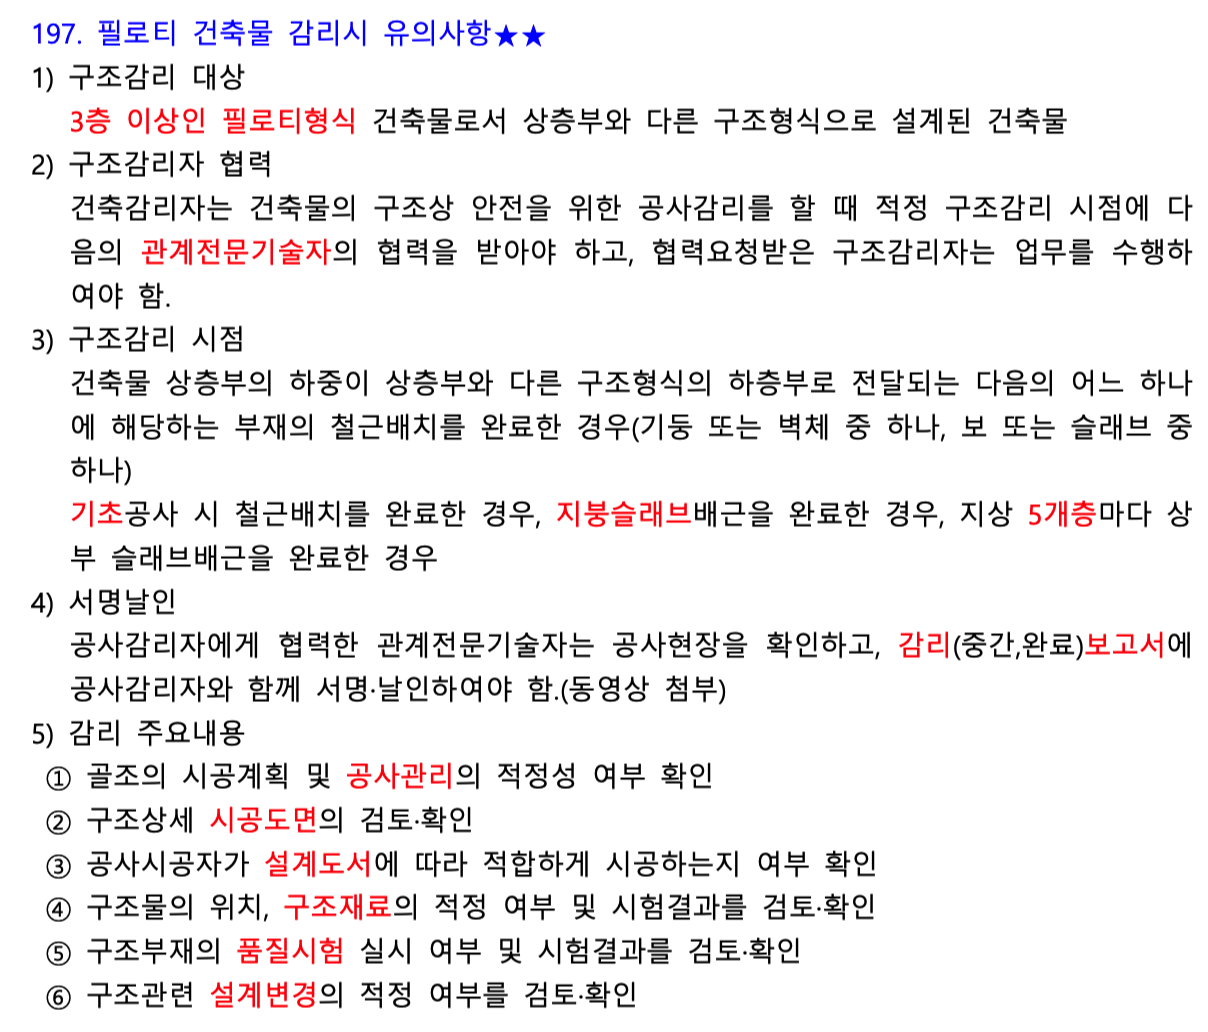 197. 필로티 건축물 감리시 유의사항★★
1) 구조감리 대상
3층 이상인 필로티형식 건축물로서 상층부와 다른 구조형식으로 설계된 건축물
2) 구조감리자 협력
건축감리자는 건축물의 구조상 안전을 위한 공사감리를 할 때 적정 구조감리 시점에 다
음의 관계전문기술자의 협력을 받아야 하고, 협력요청받은 구조감리자는 업무를 수행하
여야 함.
3) 구조감리 시점
건축물 상층부의 하중이 상층부와 다른 구조형식의 하층부로 전달되는 다음의 어느 하나
에 해당하는 부재의 철근배치를 완료한 경우(기둥 또는 벽체 중 하나, 보 또는 슬래브 중
하나)
기초공사 시 철근배치를 완료한 경우, 지붕슬래브배근을 완료한 경우, 지상 5개층마다 상
부 슬래브배근을 완료한 경우
4) 서명날인
공사감리자에게 협력한 관계전문기술자는 공사현장을 확인하고, 감리(중간,완료)보고서에
공사감리자와 함께 서명·날인하여야 함.(동영상 첨부)
5) 감리 주요내용
① 골조의 시공계획 및 공사관리의 적정성 여부 확인
② 구조상세 시공도면의 검토·확인
③ 공사시공자가 설계도서에 따라 적합하게 시공하는지 여부 확인
④ 구조물의 위치, 구조재료의 적정 여부 및 시험결과를 검토·확인
⑤ 구조부재의 품질시험 실시 여부 및 시험결과를 검토·확인
⑥ 구조관련 설계변경의 적정 여부를 검토·확인